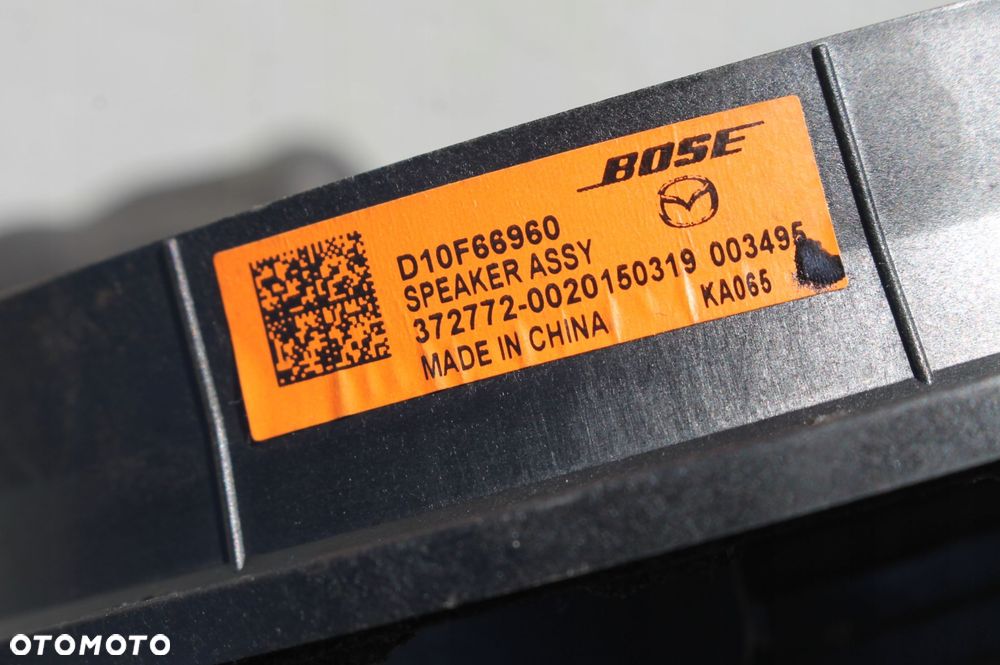 BOSE
D10F66960
SPEAKER ASSY
372772-0020150319 003495
MADE IN CHINA
KA065
OTOMOTO